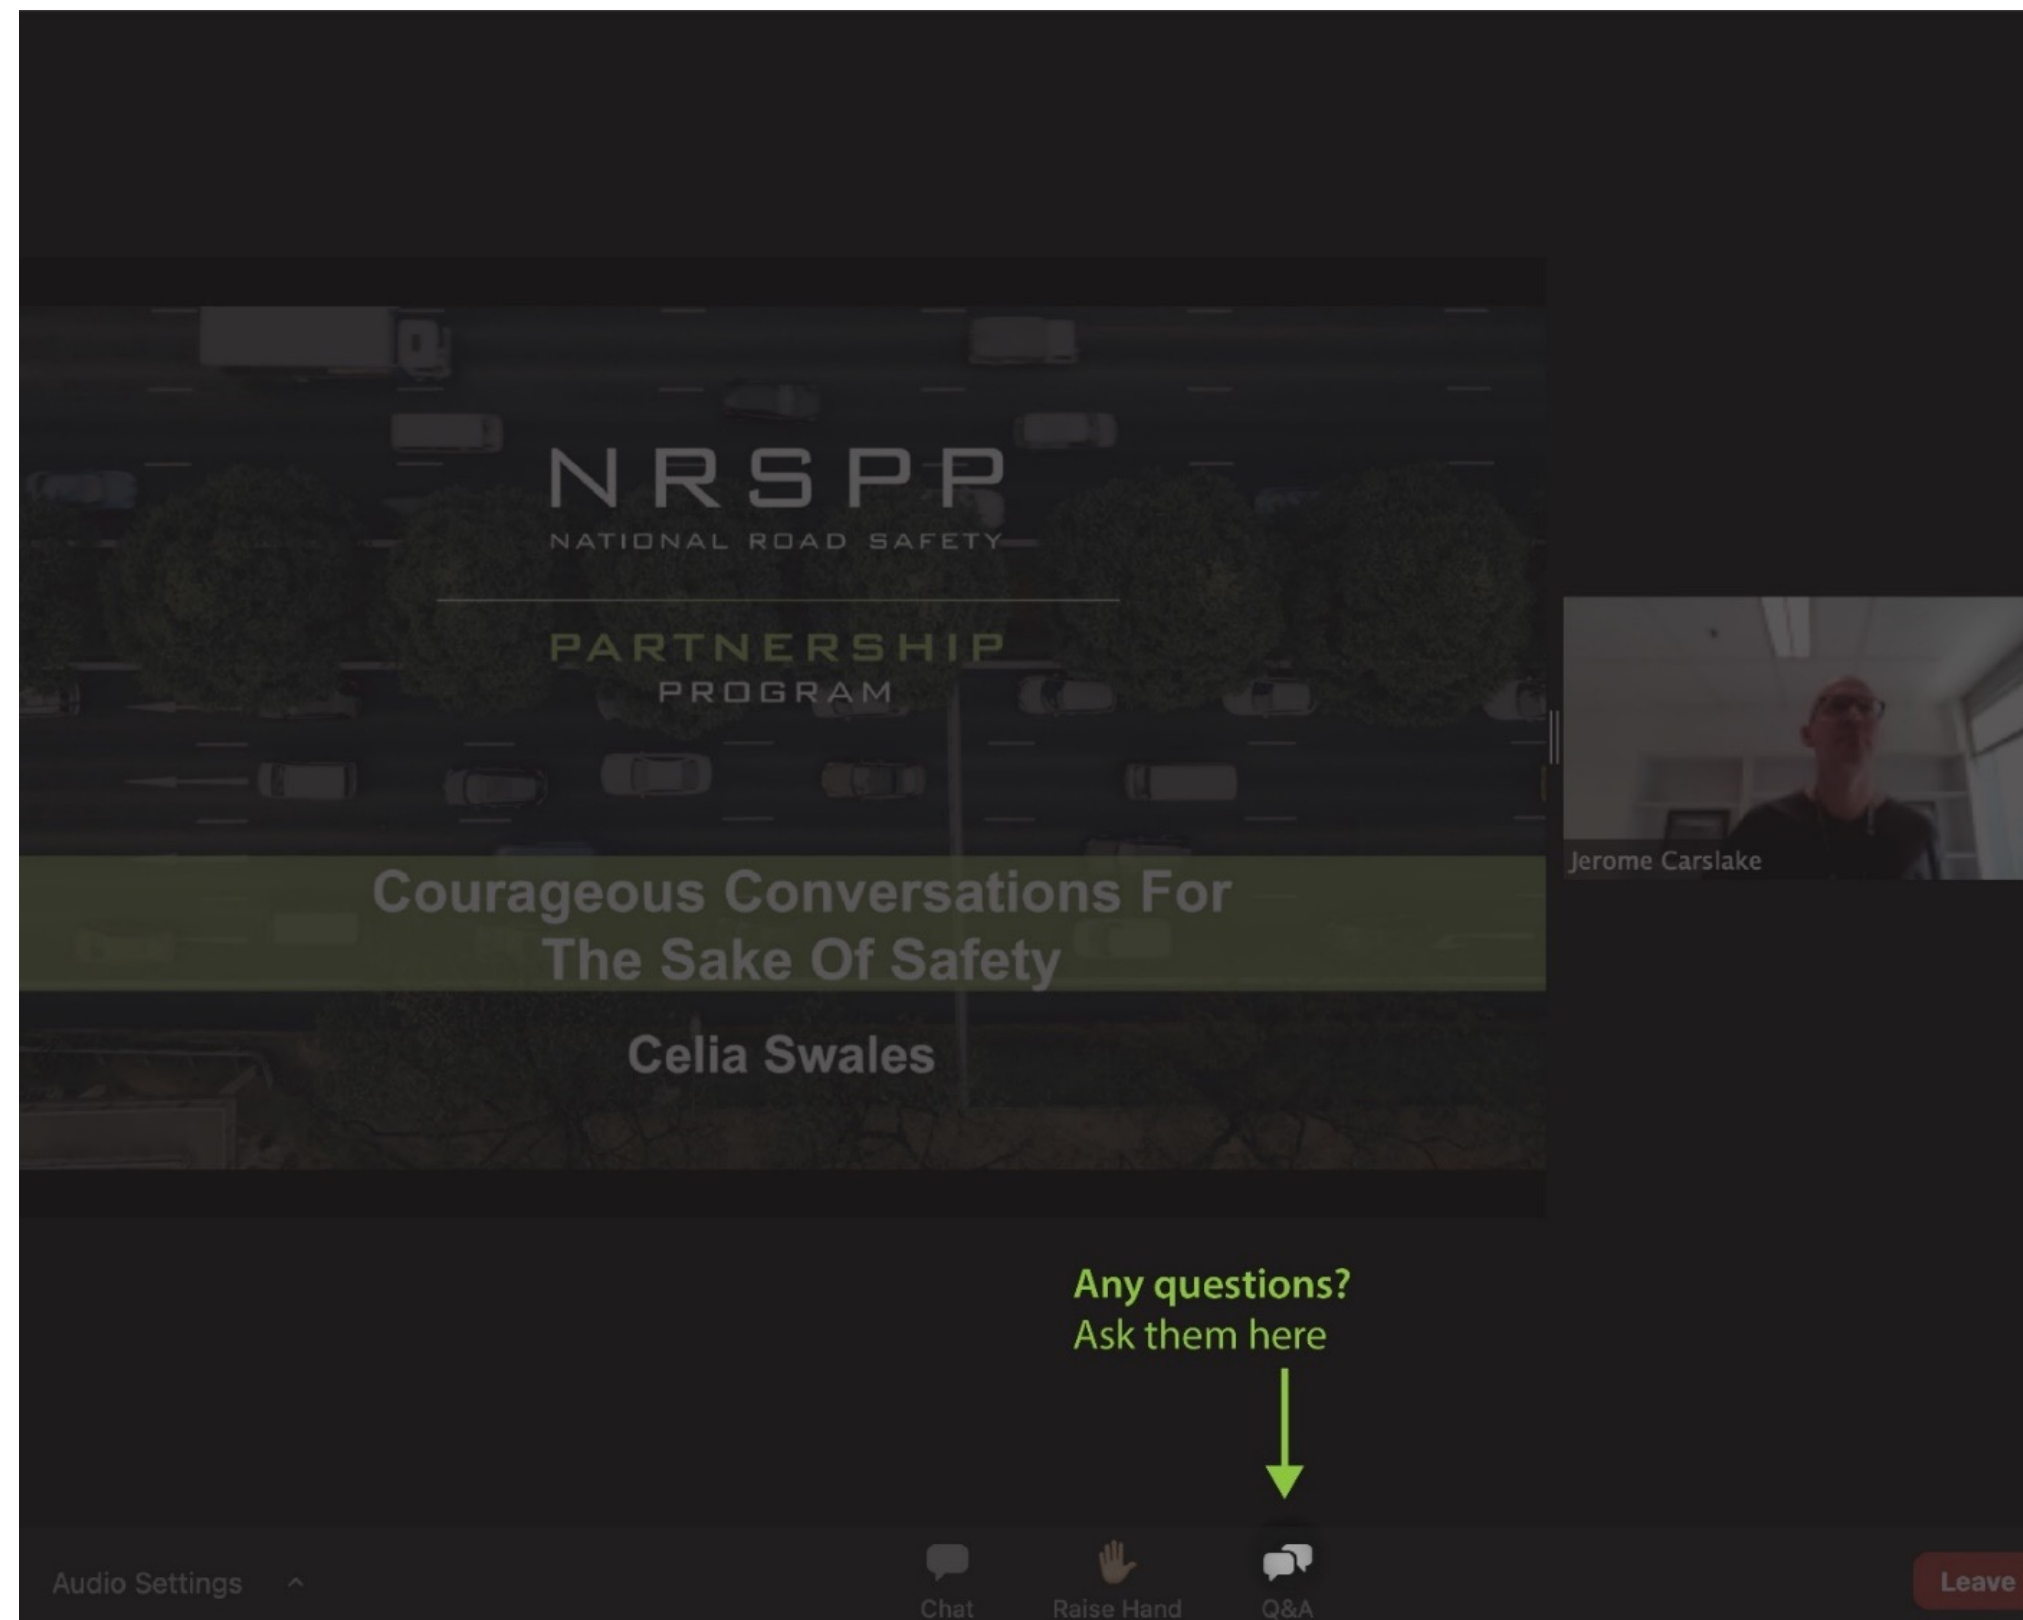 NRSPP
NATIONAL ROAD SAFETY
PARTNERSHIP
PROGRAM
Jerome Carslake
Courageous Conversations For
The Sake Of Safety
Celia Swales
Any questions?
Ask them here
Audio Settings
Chat
Raise Hand
Q&A
Leave